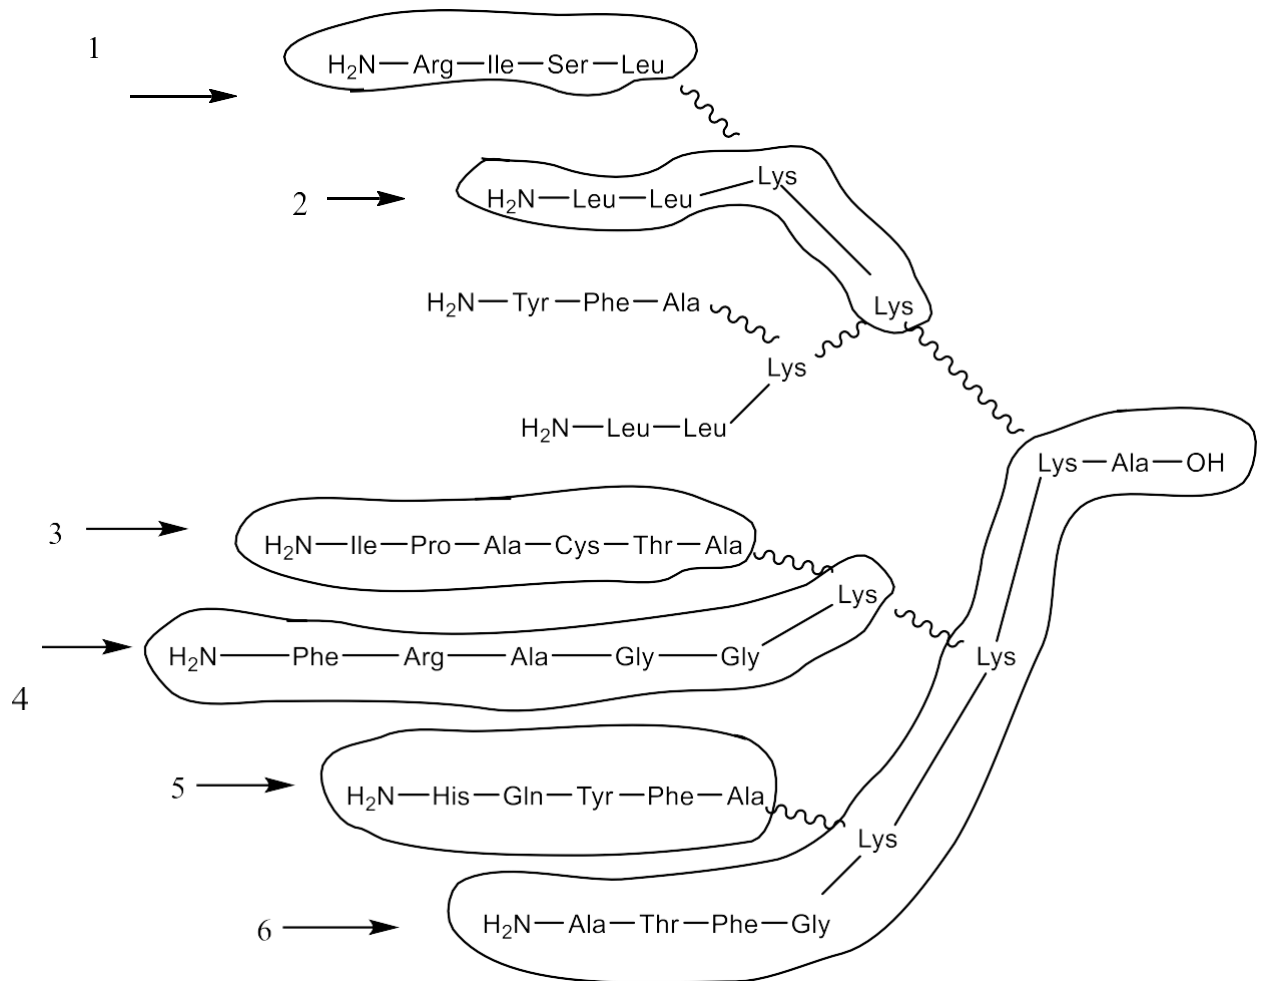 1
H₂N—Arg—Ile—Ser—Leu
Lys
2
H₂N—Leu—Leu
Lys
H₂N—Tyr—Phe—Ala
Lys
H₂N—Leu—Leu
Lys—Ala—OH
3
H₂N—Ile—Pro—Ala—Cys—Thr—Ala
Lys
H₂N—Phe—Arg—Ala—Gly—Gly
Lys
4
5
H₂N—His—Gln—Tyr—Phe—Ala
Lys
6
H₂N—Ala—Thr—Phe—Gly